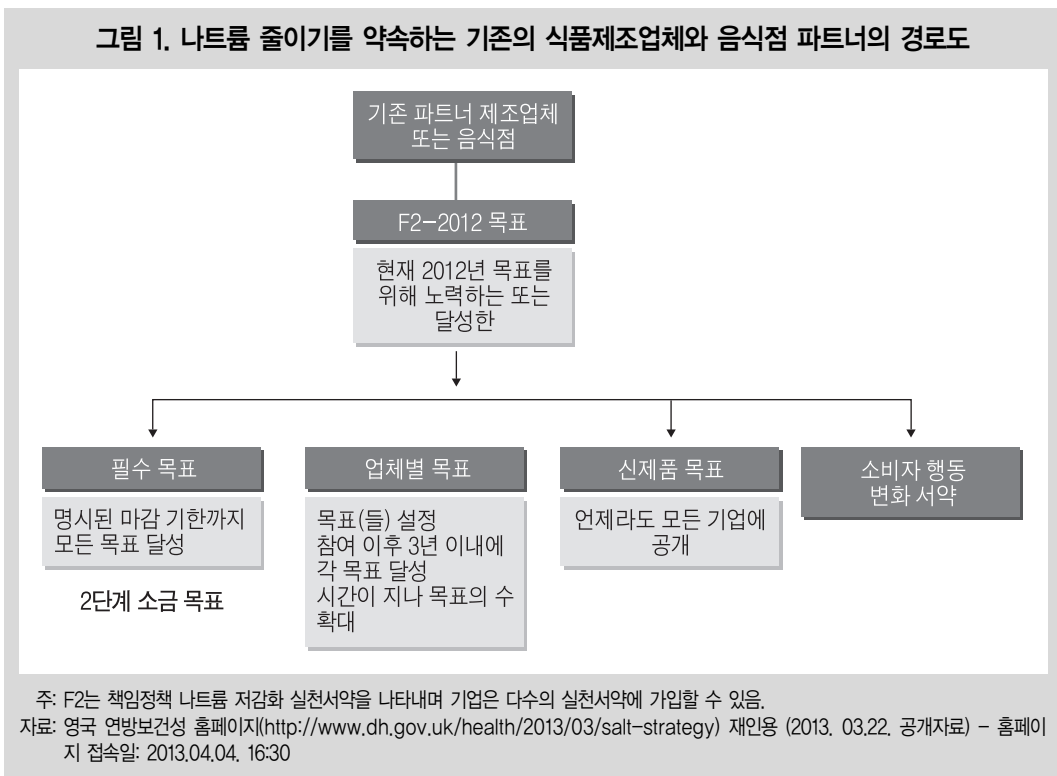 그림 1. 나트륨 줄이기를 약속하는 기존의 식품제조업체와 음식점 파트너의 경로도
기존 파트너 제조업체
또는 음식점
F2-2012 목표
현재 2012년 목표를
위해 노력하는 또는
달성한
필수 목표
명시된 마감 기한까지
모든 목표 달성
2단계 소금 목표
업체별 목표
목표(들) 설정
참여 이후 3년 이내에
각 목표 달성
시간이 지나 목표의 수
확대
신제품 목표
언제라도 모든 기업에
공개
소비자 행동
변화 서약
주: F2는 책임정책 나트륨 저감화 실천서약을 나타내며 기업은 다수의 실천서약에 가입할 수 있음.
자료: 영국 연방보건성 홈페이지(http://www.dh.gov.uk/health/2013/03/salt-strategy) 재인용 (2013. 03.22. 공개자료) - 홈페이
지 접속일: 2013.04.04. 16:30